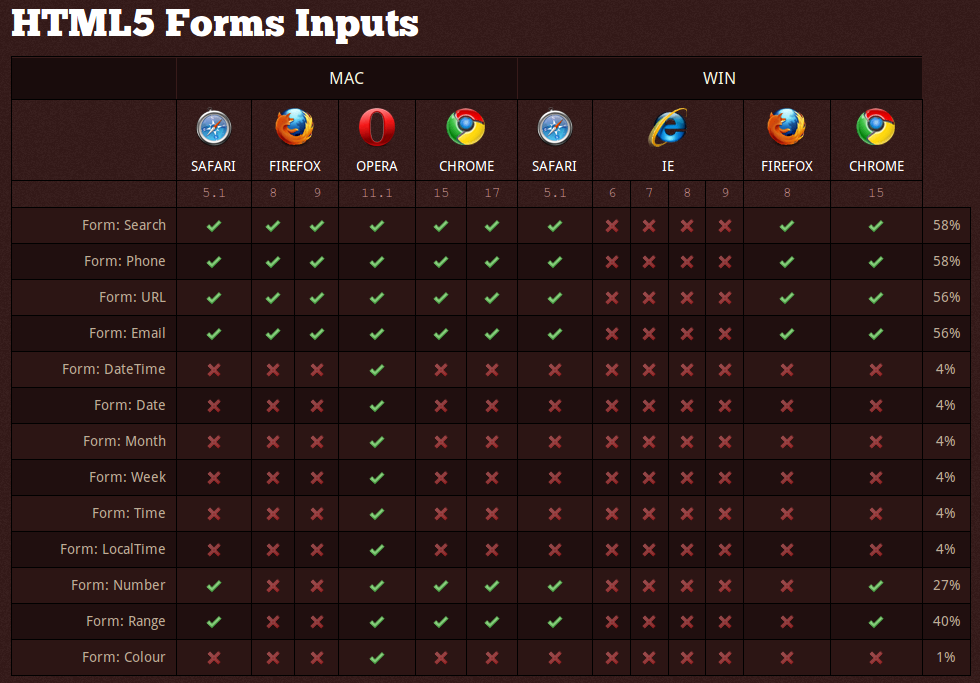 HTML5 Forms Inputs
MAC WIN
SAFARI FIREFOX OPERA CHROME SAFARI IE FIREFOX CHROME
5.1 8 9 11.1 15 17 5.1 6 7 8 9 8 15
Form: Search 58%
Form: Phone 58%
Form: URL 56%
Form: Email 56%
Form: DateTime 4%
Form: Date 4%
Form: Month 4%
Form: Week 4%
Form: Time 4%
Form: LocalTime 4%
Form: Number 27%
Form: Range 40%
Form: Colour 1%